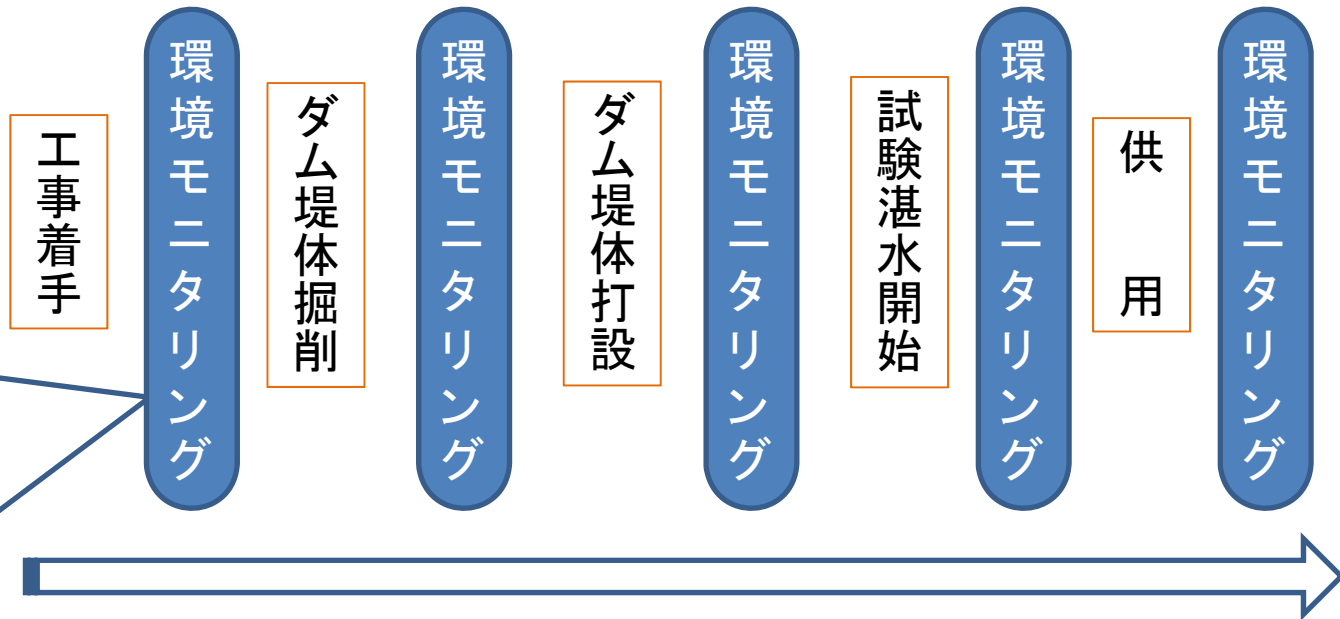 工事着手
環境モニタリング
ダム堤体掘削
環境モニタリング
ダム堤体打設
環境モニタリング
試験湛水開始
環境モニタリング
供用
環境モニタリング